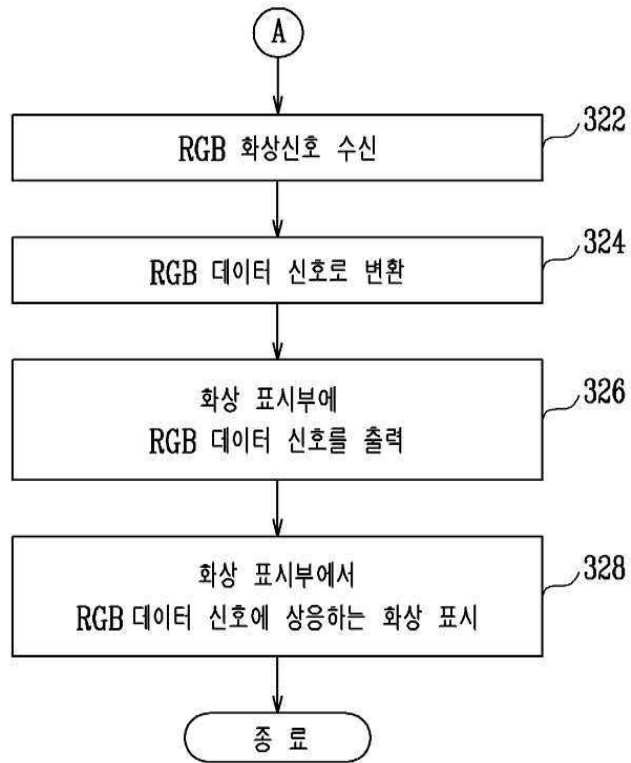 A
RGB 화상신호 수신
322
RGB 데이터 신호로 변환
324
화상 표시부에
RGB 데이터 신호를 출력
326
화상 표시부에서
RGB 데이터 신호에 상응하는 화상 표시
328
종 료